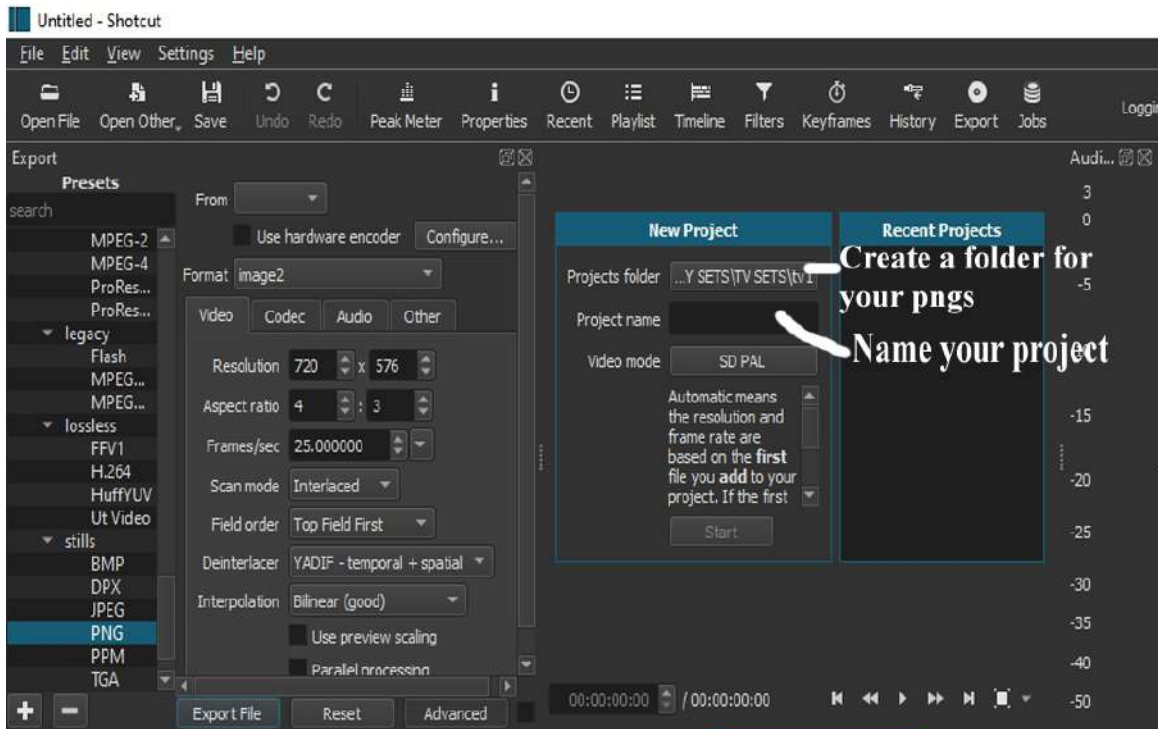 Untitled - Shotcut
File Edit View Settings Help
Open File Open Other Save Undo Redo Peak Meter Properties Recent Playlist Timeline Filters Keyframes History Export Jobs
Export
Presets
search
MPEG-2
MPEG-4
ProRes...
ProRes...
legacy
Flash
MPEG...
MPEG...
lossless
FFV1
H.264
HuffYUV
Ut Video
stills
BMP
DPX
JPEG
PNG
PPM
TGA
From
Use hardware encoder Configure...
Format image2
Video Codec Audio Other
Resolution 720 x 576
Aspect ratio 4 : 3
Frames/sec 25.000000
Scan mode Interlaced
Field order Top Field First
Deinterlacer YADIF - temporal + spatial
Interpolation Bilinear (good)
Use preview scaling
Parallel processing
Export File Reset Advanced
New Project
Projects folder ...Y SETS\TV SETS\tv1
Project name
Video mode SD PAL
Automatic means
the resolution and
frame rate are
based on the first
file you add to your
project. If the first
Start
Recent Projects
Create a folder for
your pngs
Name your project
00:00:00:00 / 00:00:00:00
Audi...
3
0
-5
-15
-20
-25
-30
-35
-40
-50